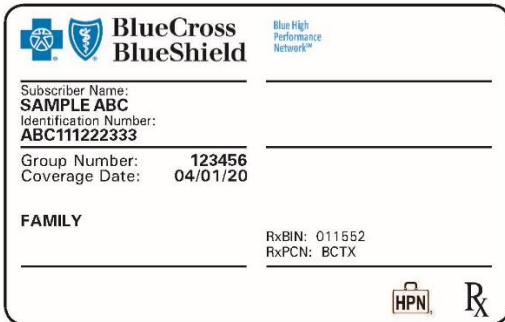 BlueCross
BlueShield
Blue High
Performance
Network℠
Subscriber Name:
SAMPLE ABC
Identification Number:
ABC111222333
Group Number: 123456
Coverage Date: 04/01/20
FAMILY
RxBIN: 011552
RxPCN: BCTX
HPN
Rx